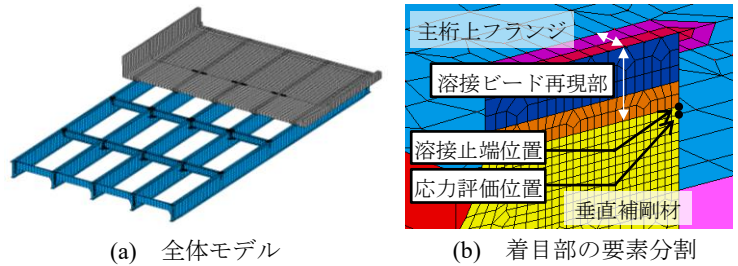 主桁上フランジ
溶接ビード再現部
溶接止端位置
応力評価位置
垂直補剛材
(a) 全体モデル
(b) 着目部の要素分割